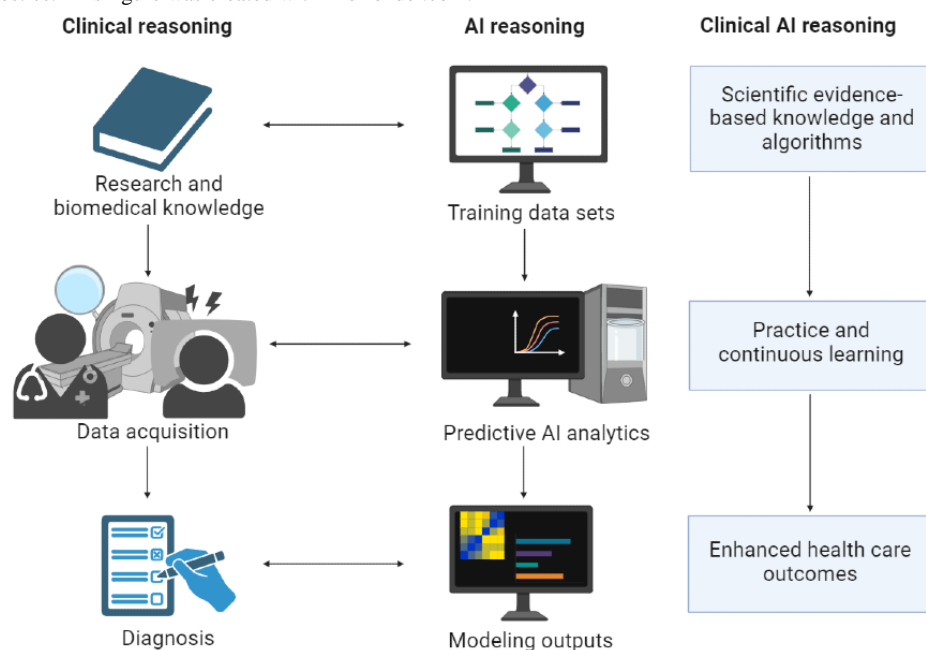 Clinical reasoning
AI reasoning
Clinical AI reasoning
Research and
biomedical knowledge
Training data sets
Scientific evidence-
based knowledge and
algorithms
Data acquisition
Predictive AI analytics
Practice and
continuous learning
Diagnosis
Modeling outputs
Enhanced health care
outcomes